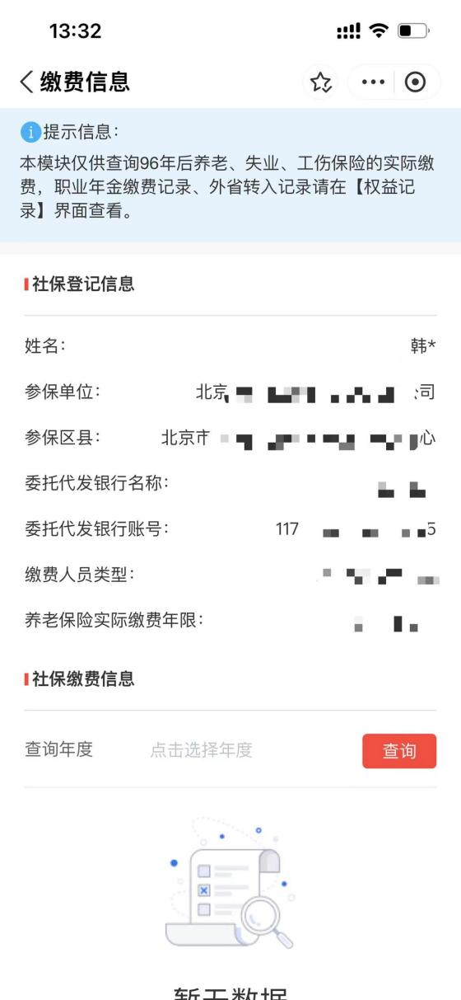 13:32
缴费信息
提示信息：
本模块仅供查询96年后养老、失业、工伤保险的实际缴
费，职业年金缴费记录、外省转入记录请在【权益记
录】界面查看。
社保登记信息
姓名： 韩*
参保单位： 北京 司
参保区县： 北京市 心
委托代发银行名称：
委托代发银行账号： 117 5
缴费人员类型：
养老保险实际缴费年限：
社保缴费信息
查询年度 点击选择年度 查询
暂无数据